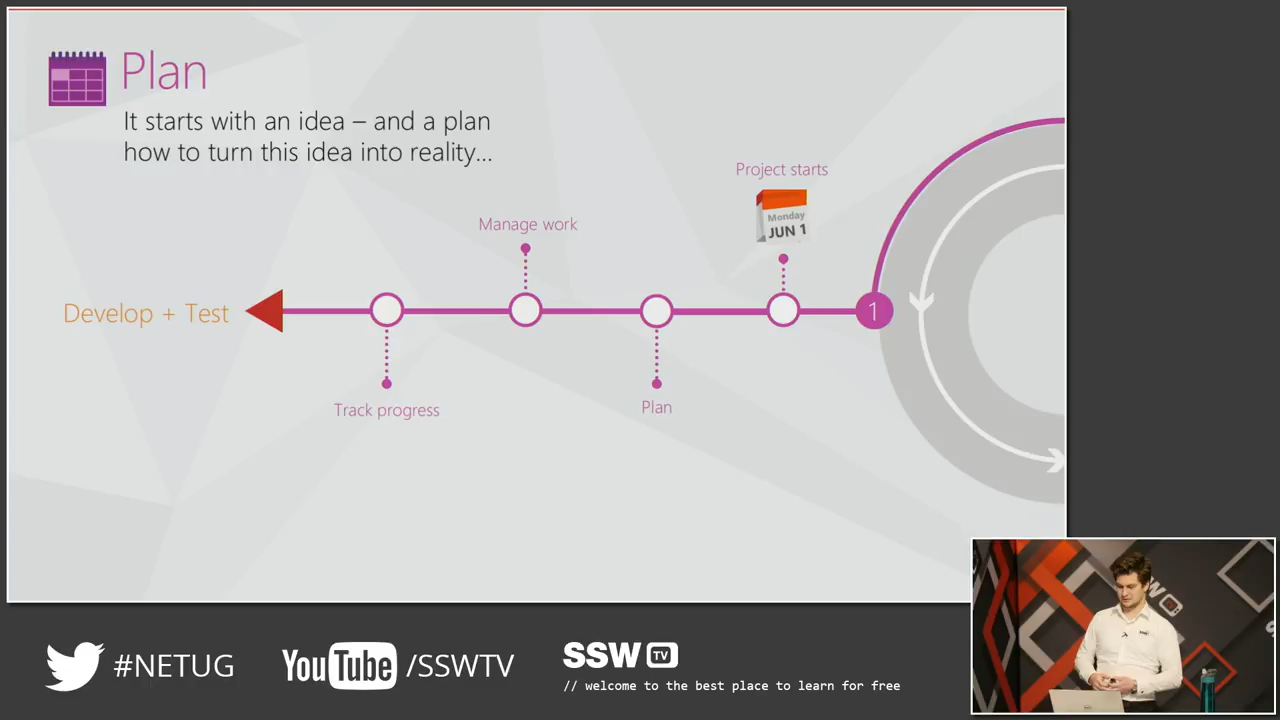 Plan
It starts with an idea – and a plan
how to turn this idea into reality...
Project starts
Monday
JUN 1
Manage work
Develop + Test
1
Track progress
Plan
#NETUG
YouTube /SSWTV
SSW TV
// welcome to the best place to learn for free